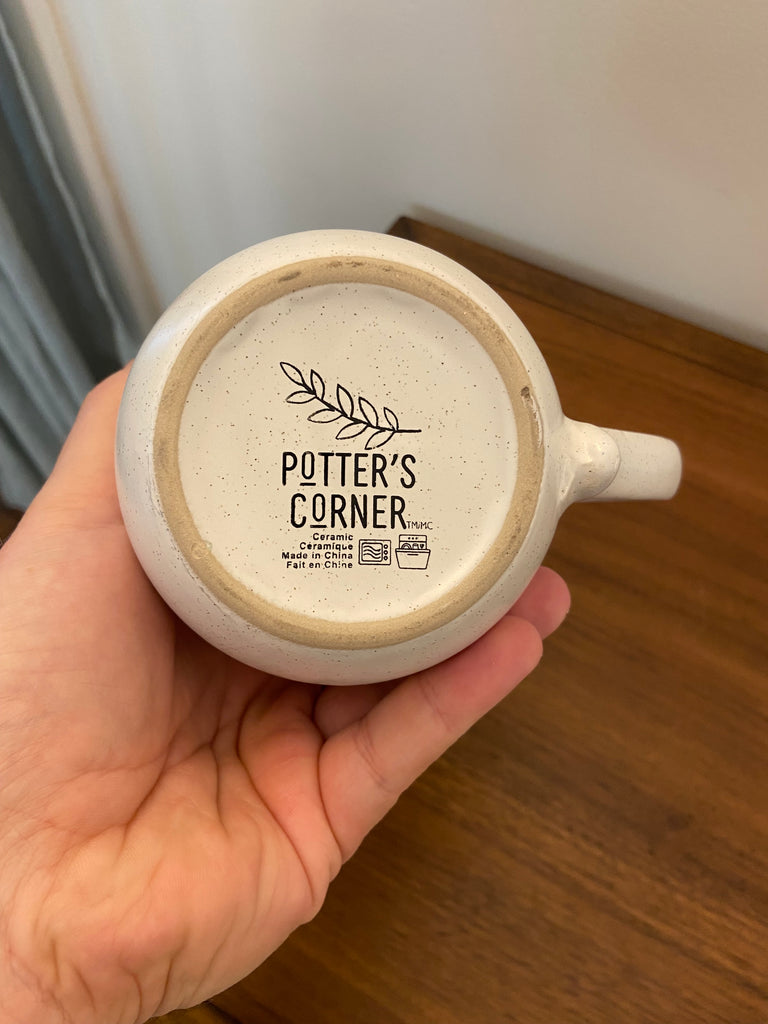 POTTER'S
CORNER TM/MC
Ceramic
Céramique
Made in China
Fait en Chine